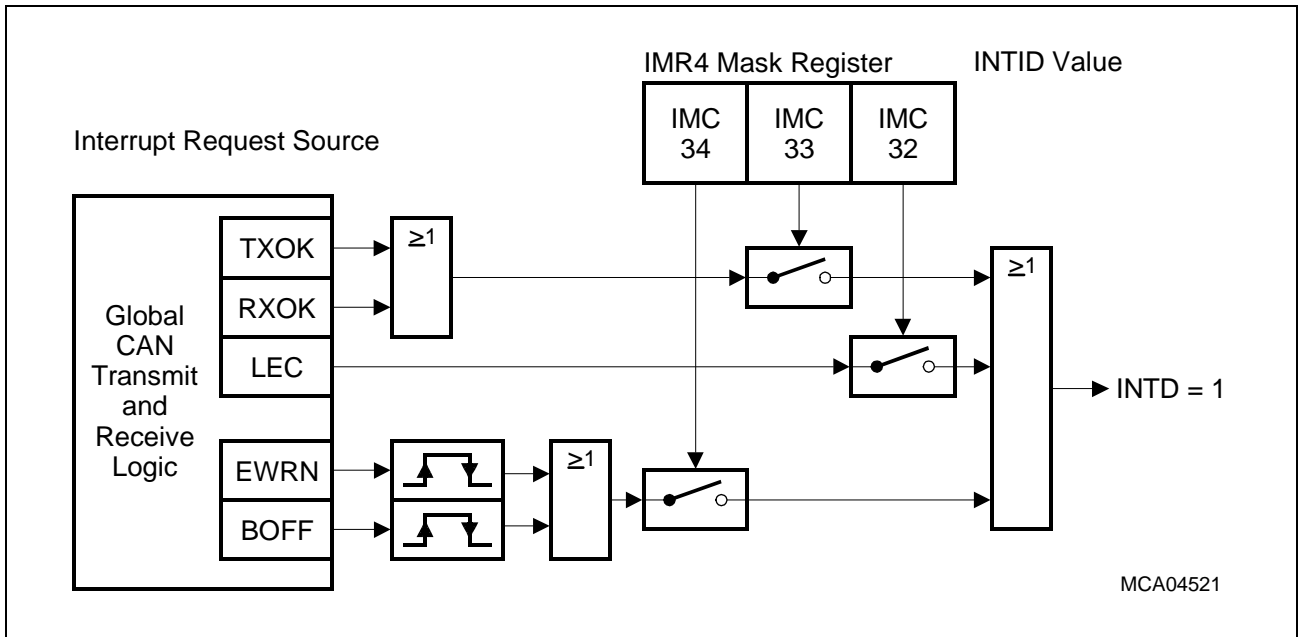 IMR4 Mask Register
INTID Value
IMC
34
IMC
33
IMC
32
Interrupt Request Source
Global
CAN
Transmit
and
Receive
Logic
TXOK
RXOK
LEC
EWRN
BOFF
≥1
≥1
≥1
INTD = 1
MCA04521